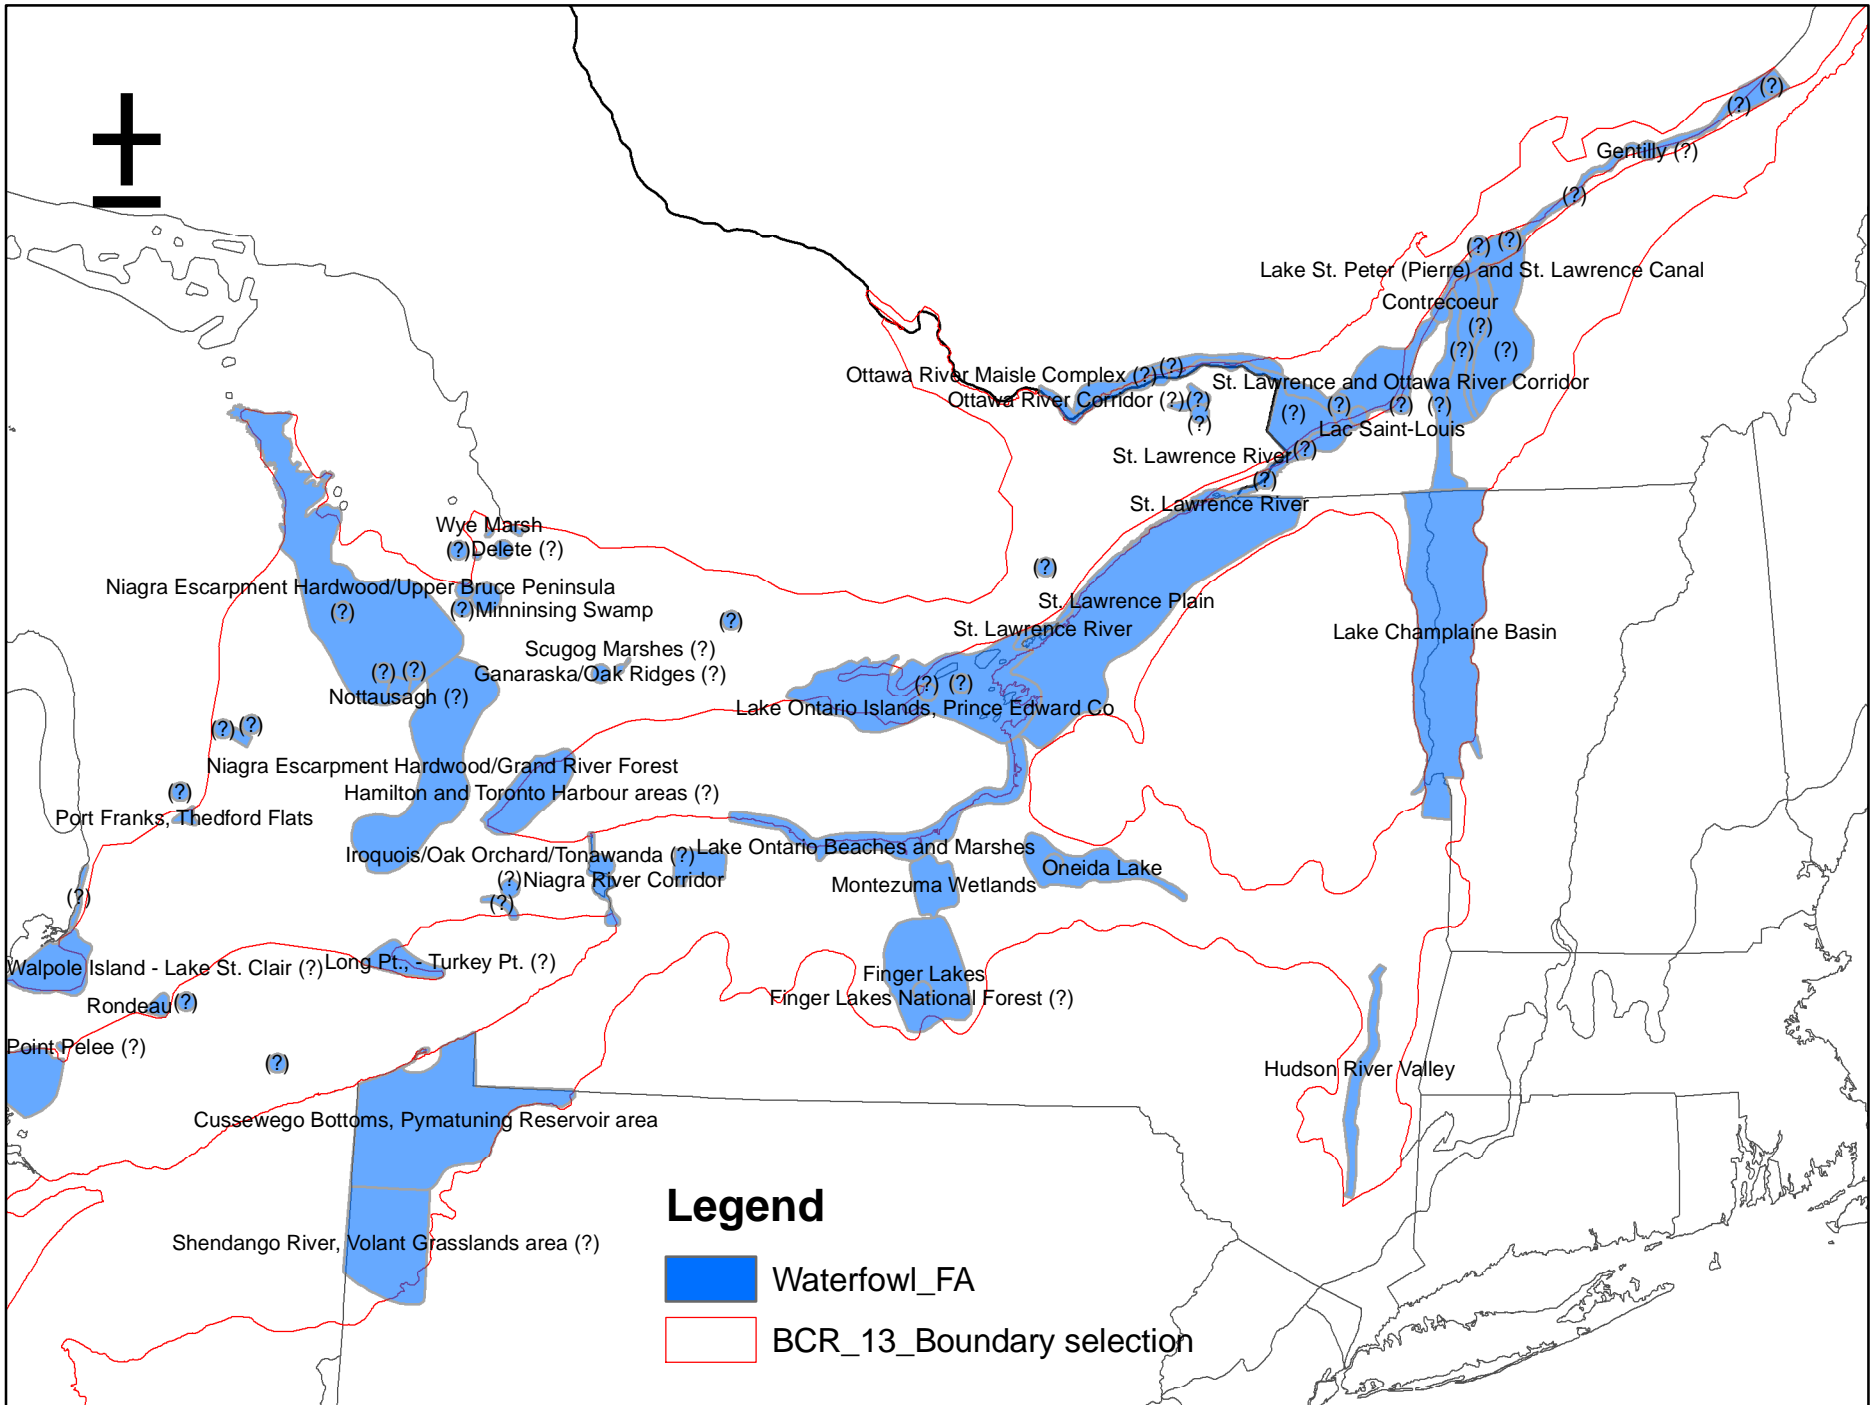 (?)
(?)
Gentilly (?)
(?)
(?) (?)
Lake St. Peter (Pierre) and St. Lawrence Canal
Contrecoeur
(?)
(?) (?)
Ottawa River Maisle Complex (?) (?)
St. Lawrence and Ottawa River Corridor
Ottawa River Corridor (?) (?)
(?)
(?) (?) (?) (?)
Lac Saint-Louis
St. Lawrence River (?)
(?)
St. Lawrence River
Wye Marsh
(?) Delete (?)
(?)
Niagra Escarpment Hardwood/Upper Bruce Peninsula
(?)
(?) Minninsing Swamp
St. Lawrence Plain
(?)
St. Lawrence River
Lake Champlaine Basin
Scugog Marshes (?)
Ganaraska/Oak Ridges (?)
(?) (?)
Nottausagh (?)
(?) (?)
Lake Ontario Islands, Prince Edward Co
(?) (?)
Niagra Escarpment Hardwood/Grand River Forest
Hamilton and Toronto Harbour areas (?)
(?)
Port Franks, Thedford Flats
Iroquois/Oak Orchard/Tonawanda (?)
Lake Ontario Beaches and Marshes
Oneida Lake
(?) Niagra River Corridor
Montezuma Wetlands
(?)
(?)
Walpole Island - Lake St. Clair (?)
Long Pt., - Turkey Pt. (?)
Finger Lakes
Finger Lakes National Forest (?)
Rondeau (?)
Point Pelee (?)
(?)
Hudson River Valley
Cussewego Bottoms, Pymatuning Reservoir area
Shendango River, Volant Grasslands area (?)
Legend
Waterfowl_FA
BCR_13_Boundary selection